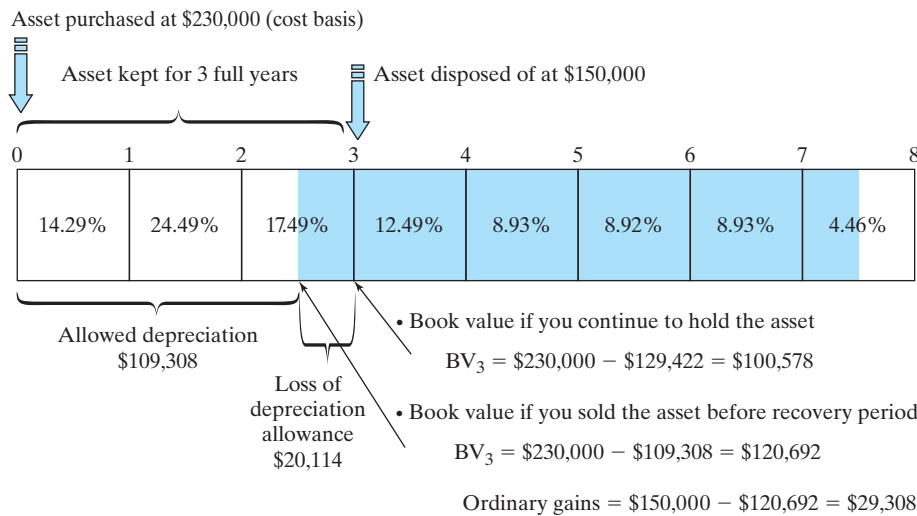 Asset purchased at $230,000 (cost basis)
Asset kept for 3 full years
Asset disposed of at $150,000
0 1 2 3 4 5 6 7 8
14.29% 24.49% 17.49% 12.49% 8.93% 8.92% 8.93% 4.46%
Allowed depreciation
$109,308
Loss of
depreciation
allowance
$20,114
• Book value if you continue to hold the asset
BV3 = $230,000 − $129,422 = $100,578
• Book value if you sold the asset before recovery period
BV3 = $230,000 − $109,308 = $120,692
Ordinary gains = $150,000 − $120,692 = $29,308